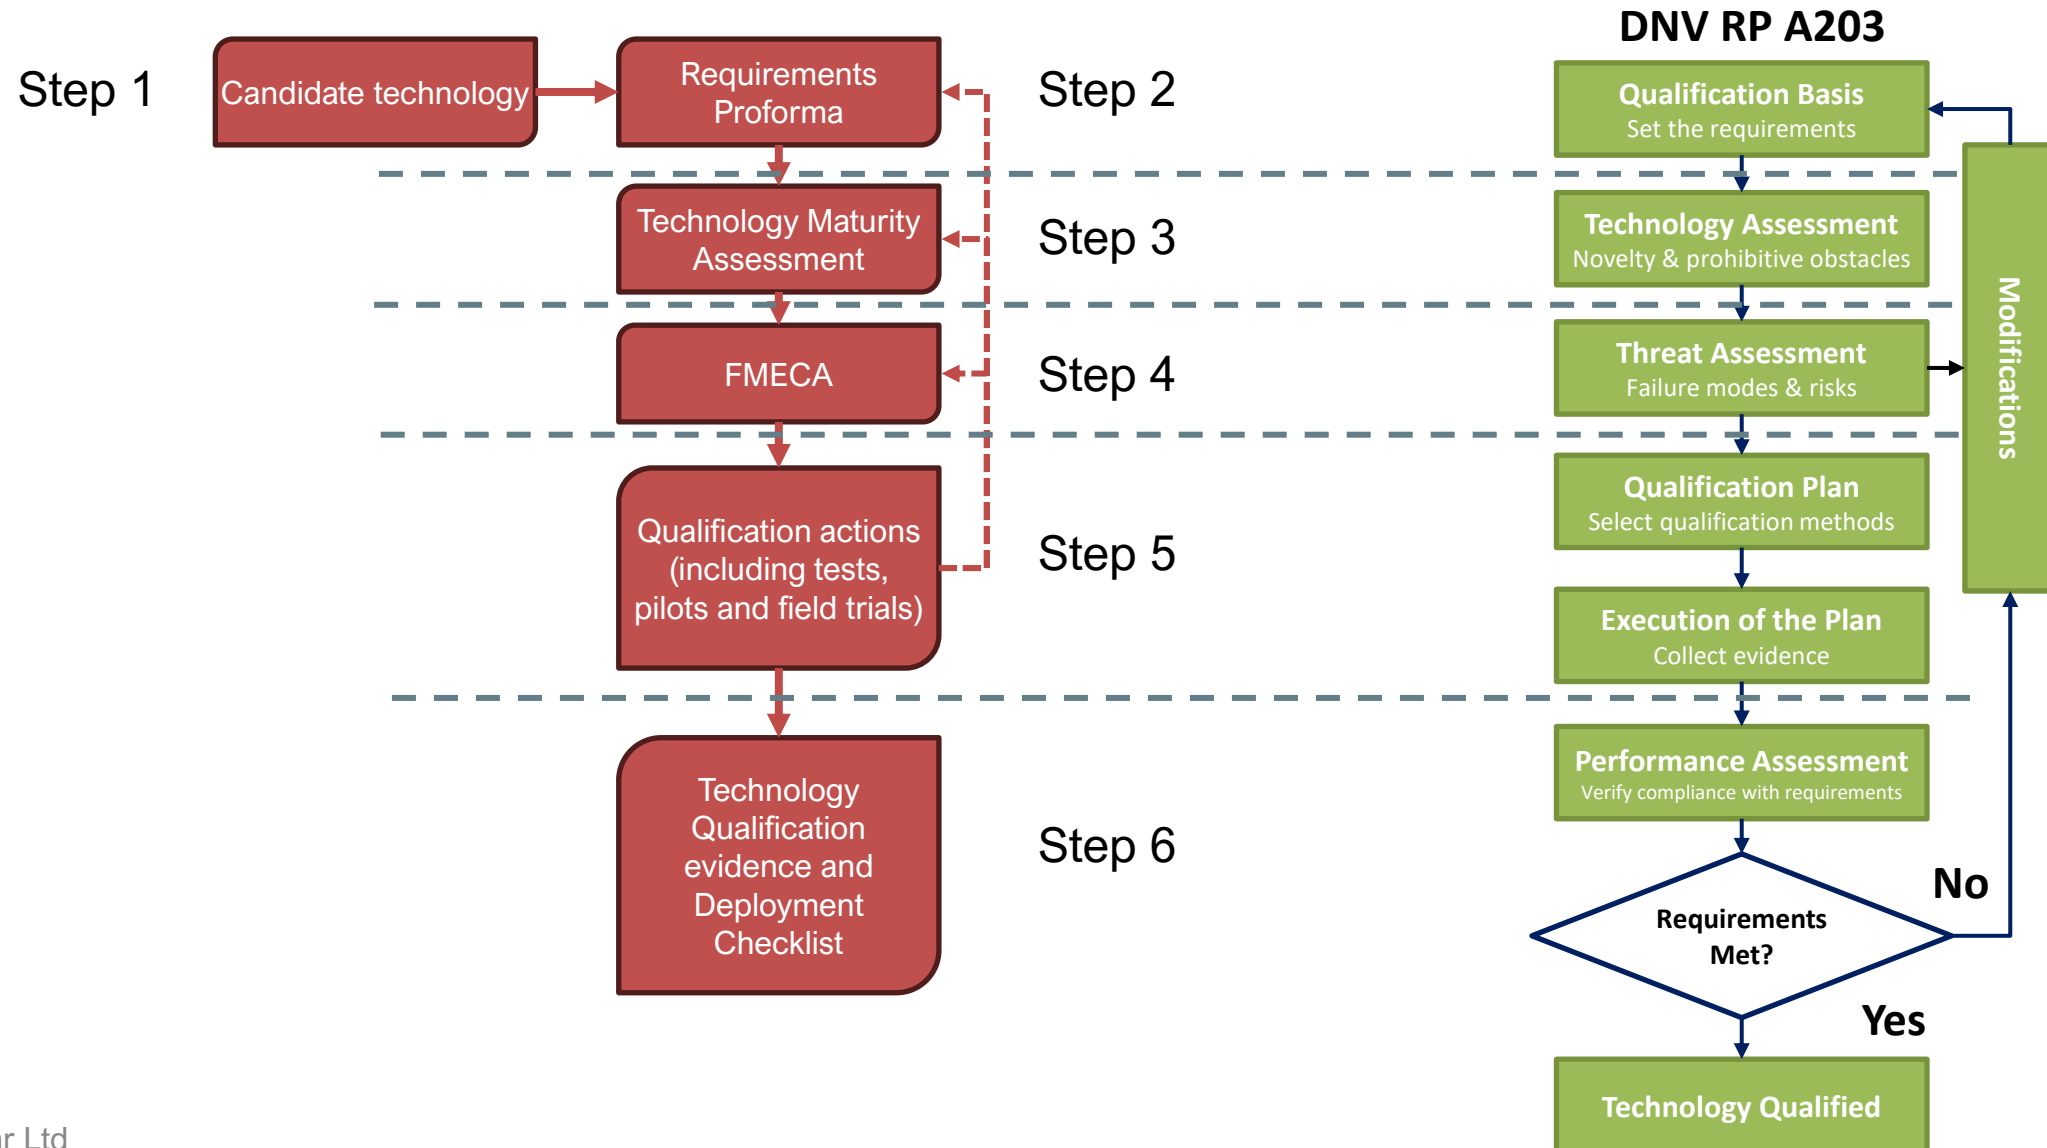 DNV RP A203
Step 1
Candidate technology
Requirements
Proforma
Step 2
Technology Maturity
Assessment
Step 3
FMECA
Step 4
Qualification actions
(including tests,
pilots and field trials)
Step 5
Technology
Qualification
evidence and
Deployment
Checklist
Step 6
Qualification Basis
Set the requirements
Technology Assessment
Novelty & prohibitive obstacles
Threat Assessment
Failure modes & risks
Modifications
Qualification Plan
Select qualification methods
Execution of the Plan
Collect evidence
Performance Assessment
Verify compliance with requirements
Requirements
Met?
No
Yes
Technology Qualified
Ltd